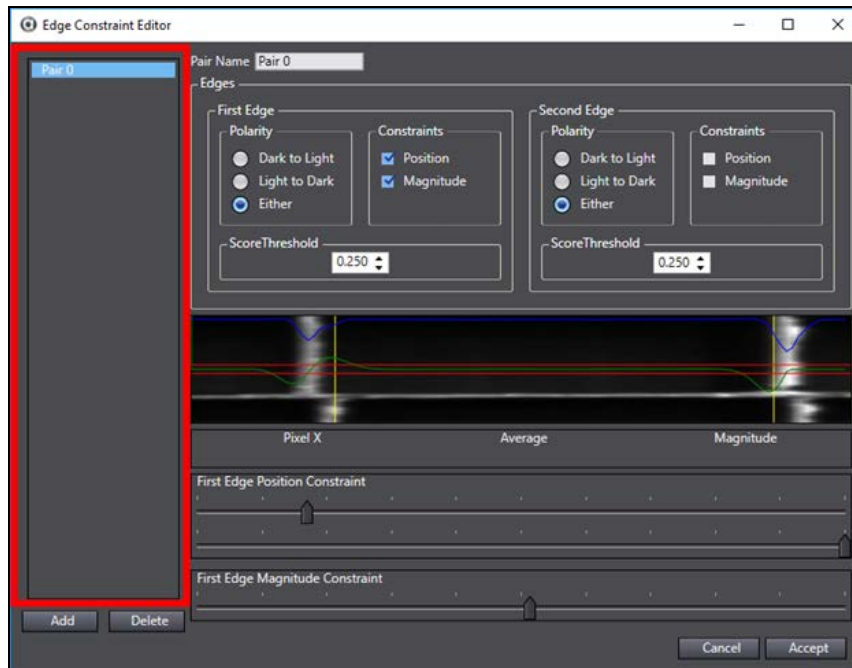 Edge Constraint Editor
Pair 0
Pair Name Pair 0
Edges
First Edge
Second Edge
Polarity
Constraints
Polarity
Constraints
Dark to Light
Position
Dark to Light
Position
Light to Dark
Magnitude
Light to Dark
Magnitude
Either
Either
ScoreThreshold
ScoreThreshold
0.250
0.250
Pixel X
Average
Magnitude
First Edge Position Constraint
First Edge Magnitude Constraint
Add
Delete
Cancel
Accept